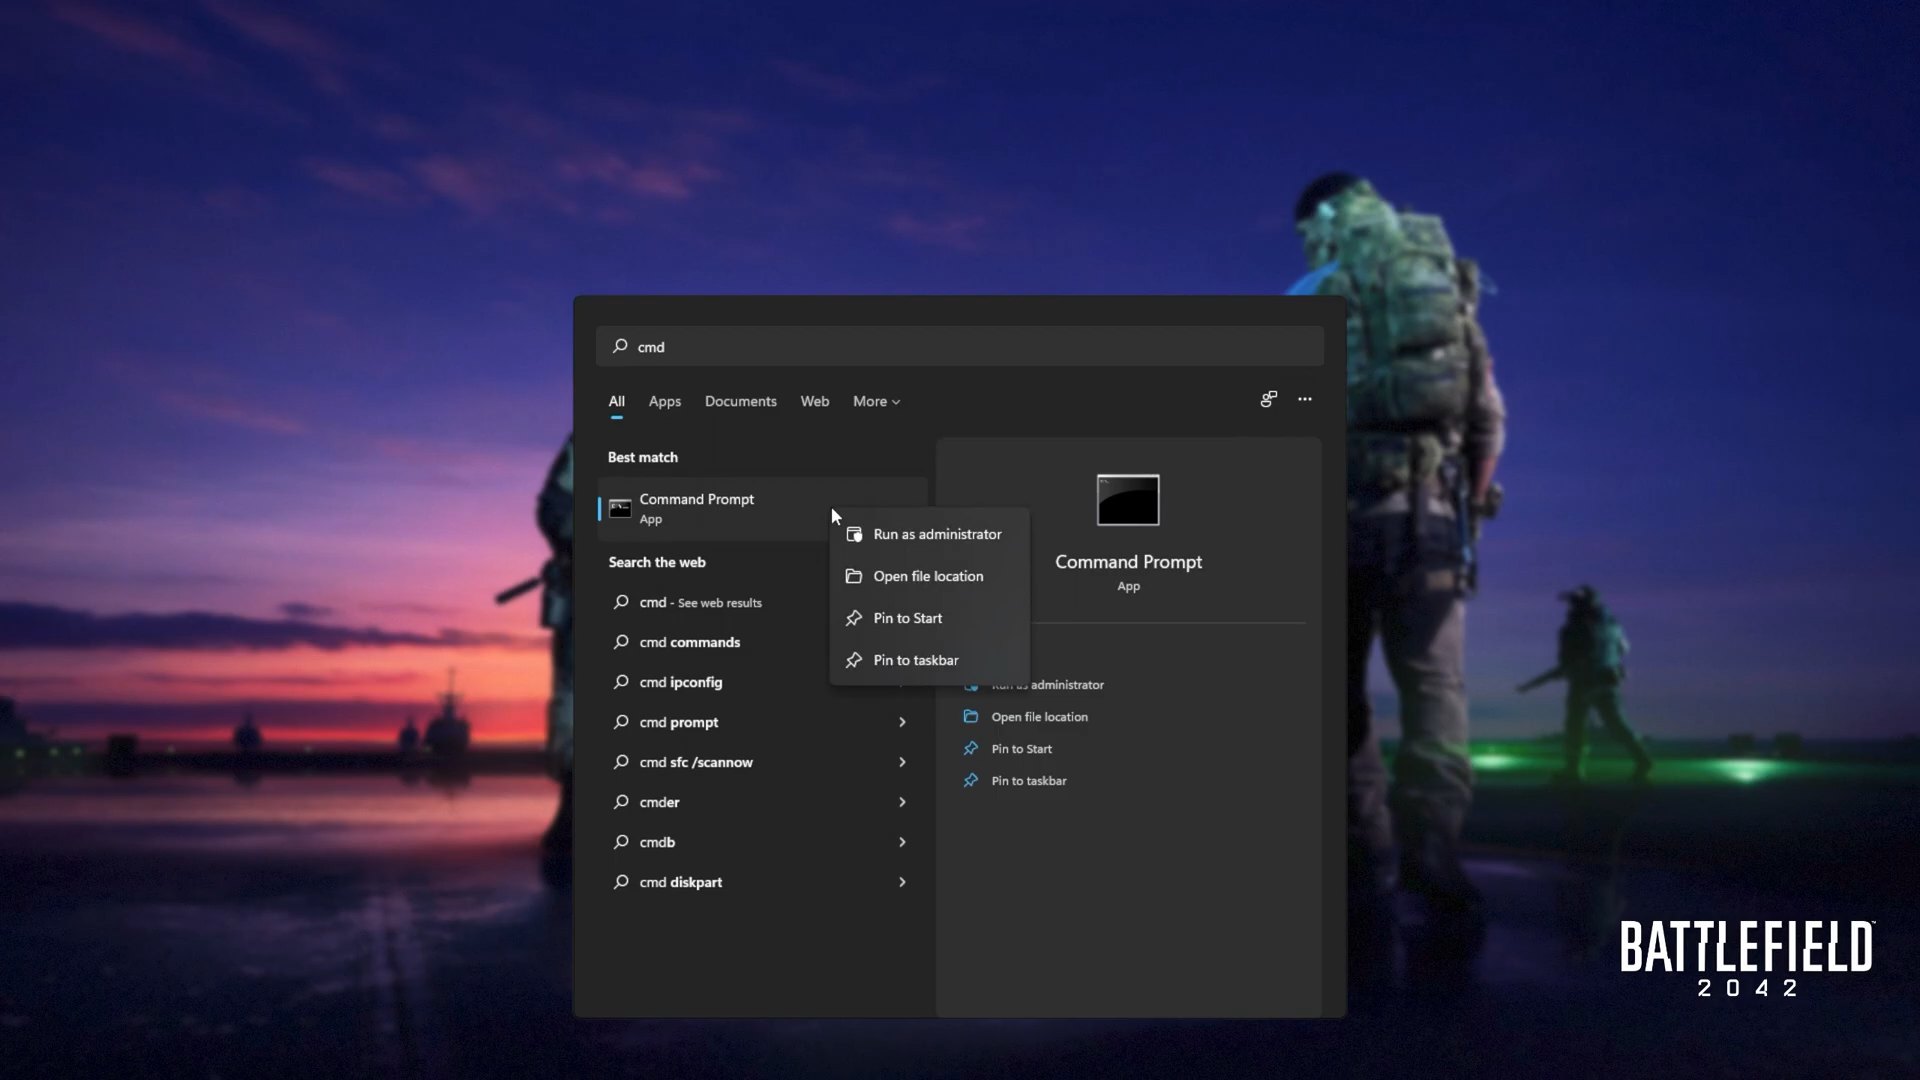 cmd
All Apps Documents Web More
Best match
Command Prompt
App
Search the web
cmd - See web results
cmd commands
cmd ipconfig
cmd prompt
cmd sfc /scannow
cmder
cmdb
cmd diskpart
Run as administrator
Open file location
Pin to Start
Pin to taskbar
Command Prompt
App
Run as administrator
Open file location
Pin to Start
Pin to taskbar
BATTLEFIELD
2042